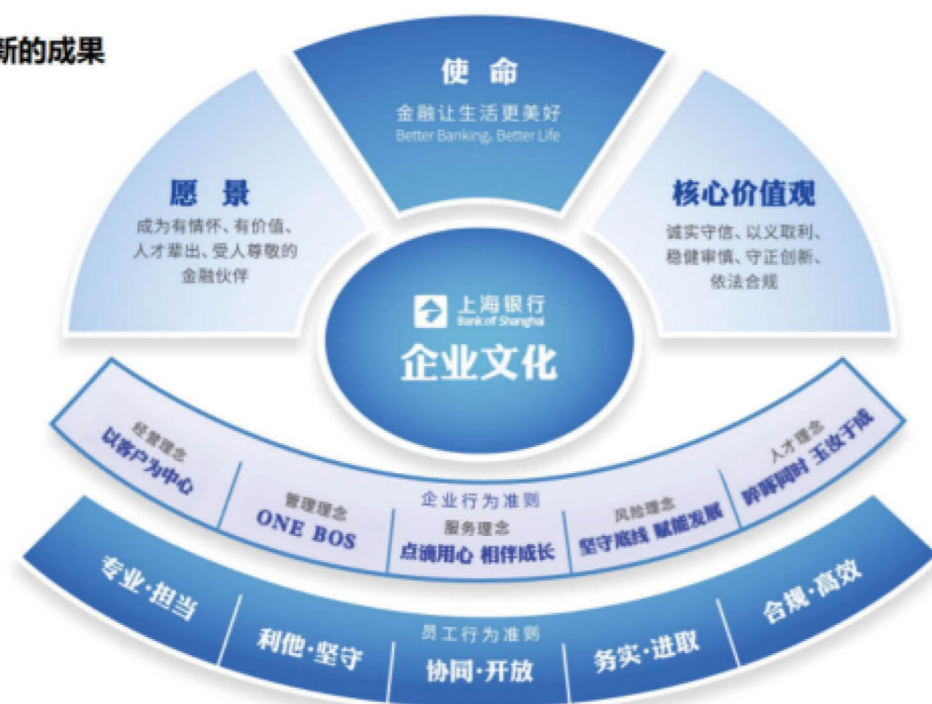 新的成果
使 命
金融让生活更美好
Better Banking, Better Life
愿 景
成为有情怀、有价值、
人才辈出、受人尊敬的
金融伙伴
核心价值观
诚实守信、以义取利、
稳健审慎、守正创新、
依法合规
上海银行
Bank of Shanghai
企业文化
企业行为准则
经营理念
以客户为中心
管理理念
ONE BOS
服务理念
点滴用心 相伴成长
风险理念
坚守底线 赋能发展
人才理念
啐啄同时 玉汝于成
员工行为准则
专业·担当
利他·坚守
协同·开放
务实·进取
合规·高效